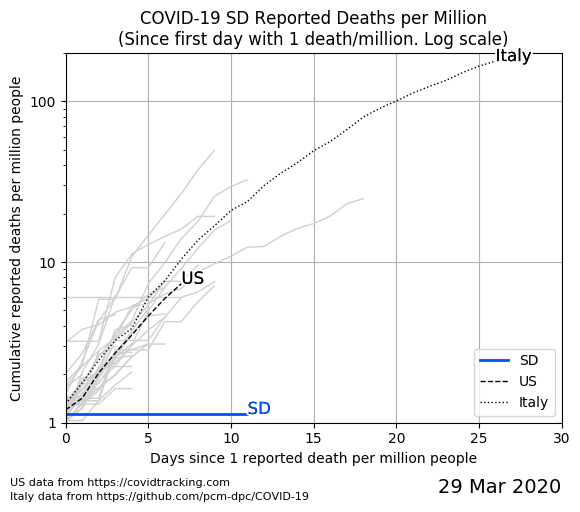 COVID-19 SD Reported Deaths per Million
(Since first day with 1 death/million. Log scale)
Cumulative reported deaths per million people
100
10
1
Italy
US
SD
SD
US
Italy
0 5 10 15 20 25 30
Days since 1 reported death per million people
US data from https://covidtracking.com
Italy data from https://github.com/pcm-dpc/COVID-19
29 Mar 2020